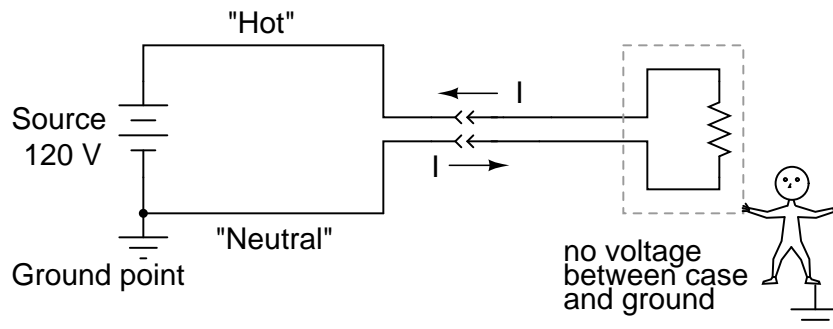 "Hot"
I
Source
120 V
I
"Neutral"
Ground point
no voltage
between case
and ground